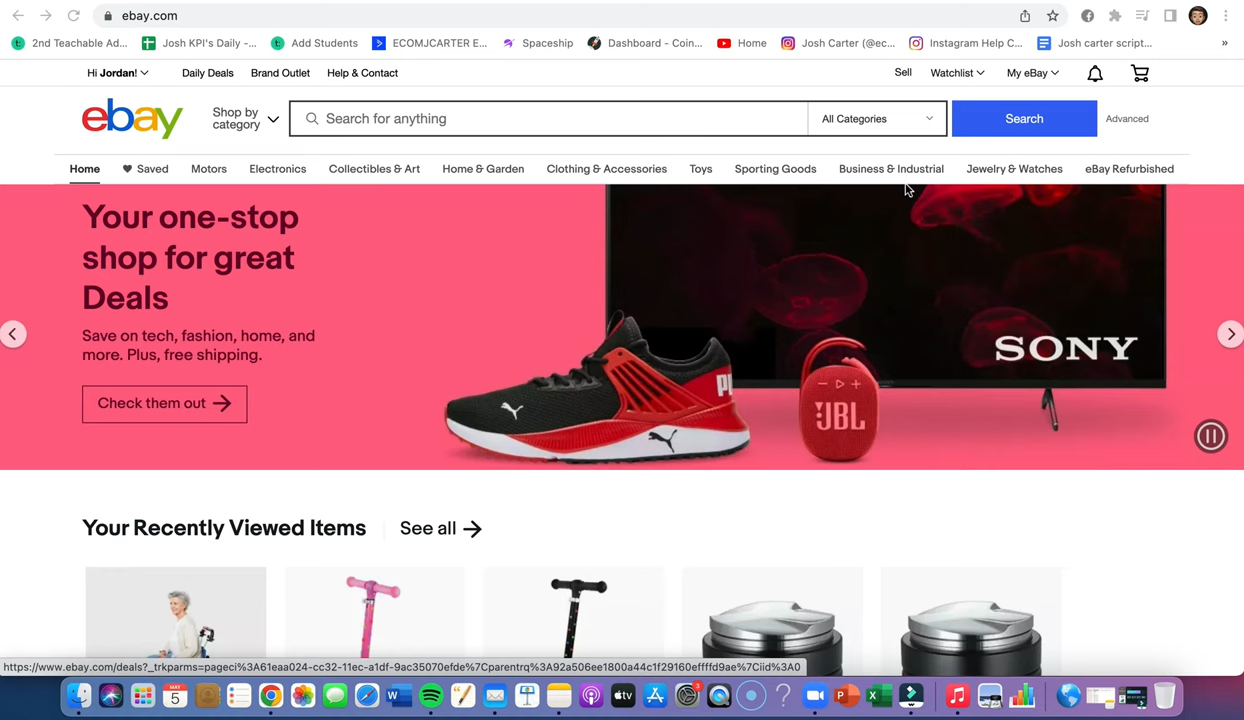 ebay.com
2nd Teachable Ad...
Josh KPI's Daily -...
Add Students
ECOMJCARTER E...
Spaceship
Dashboard - Coin...
Home
Josh Carter (@ec...
Instagram Help C...
Josh carter script...
»
Hi Jordan!
Daily Deals
Brand Outlet
Help & Contact
Sell
Watchlist
My eBay
ebay
Shop by
category
Search for anything
All Categories
Search
Advanced
Home
Saved
Motors
Electronics
Collectibles & Art
Home & Garden
Clothing & Accessories
Toys
Sporting Goods
Business & Industrial
Jewelry & Watches
eBay Refurbished
Your one-stop
shop for great
Deals
Save on tech, fashion, home, and
more. Plus, free shipping.
Check them out
SONY
JBL
Your Recently Viewed Items
See all
https://www.ebay.com/deals?_trkparms=pageci%3A61eaa024-cc32-11ec-a1df-9ac35070efde%7Cparentrq%3A92a506ee1800a44c1f29160effffd9ae%7Ciid%3A0
MAY
5